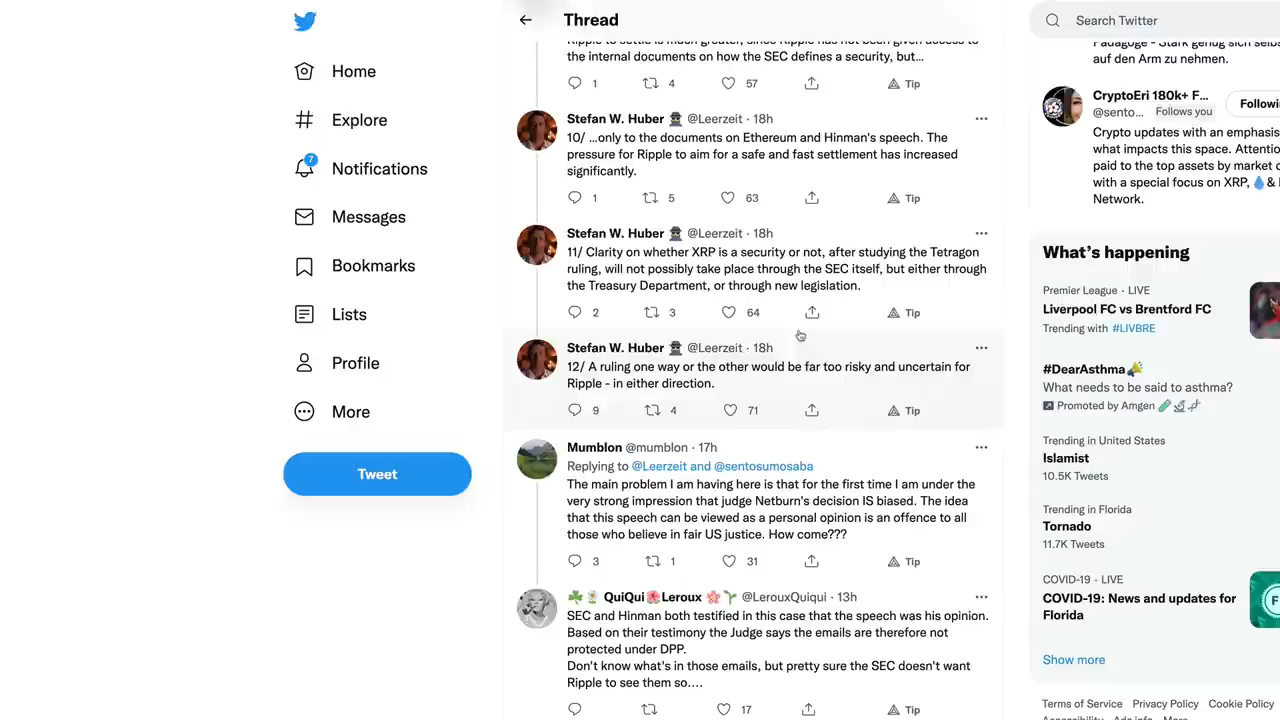 Home
Explore
7
Notifications
Messages
Bookmarks
Lists
Profile
More
Tweet
Thread
Ripple to settle is much greater, since Ripple has not been given access to
the internal documents on how the SEC defines a security, but...
1 4 57 Tip
Stefan W. Huber @Leerzeit · 18h
10/ ...only to the documents on Ethereum and Hinman's speech. The
pressure for Ripple to aim for a safe and fast settlement has increased
significantly.
1 5 63 Tip
Stefan W. Huber @Leerzeit · 18h
11/ Clarity on whether XRP is a security or not, after studying the Tetragon
ruling, will not possibly take place through the SEC itself, but either through
the Treasury Department, or through new legislation.
2 3 64 Tip
Stefan W. Huber @Leerzeit · 18h
12/ A ruling one way or the other would be far too risky and uncertain for
Ripple - in either direction.
9 4 71 Tip
Mumblon @mumblon · 17h
Replying to @Leerzeit and @sentosumosaba
The main problem I am having here is that for the first time I am under the
very strong impression that judge Netburn's decision IS biased. The idea
that this speech can be viewed as a personal opinion is an offence to all
those who believe in fair US justice. How come???
3 1 31 Tip
QuiQui Leroux @LerouxQuiqui · 13h
SEC and Hinman both testified in this case that the speech was his opinion.
Based on their testimony the Judge says the emails are therefore not
protected under DPP.
Don't know what's in those emails, but pretty sure the SEC doesn't want
Ripple to see them so....
17 Tip
Search Twitter
Pädagoge - Stark genug sich selbs
auf den Arm zu nehmen.
CryptoEri 180k+ F...
@sento... Follows you
Followin
Crypto updates with an emphasis
what impacts this space. Attentio
paid to the top assets by market c
with a special focus on XRP, &
Network.
What's happening
Premier League · LIVE
Liverpool FC vs Brentford FC
Trending with #LIVBRE
#DearAsthma
What needs to be said to asthma?
Promoted by Amgen
Trending in United States
Islamist
10.5K Tweets
Trending in Florida
Tornado
11.7K Tweets
COVID-19 · LIVE
COVID-19: News and updates for
Florida
Show more
Terms of Service Privacy Policy Cookie Policy